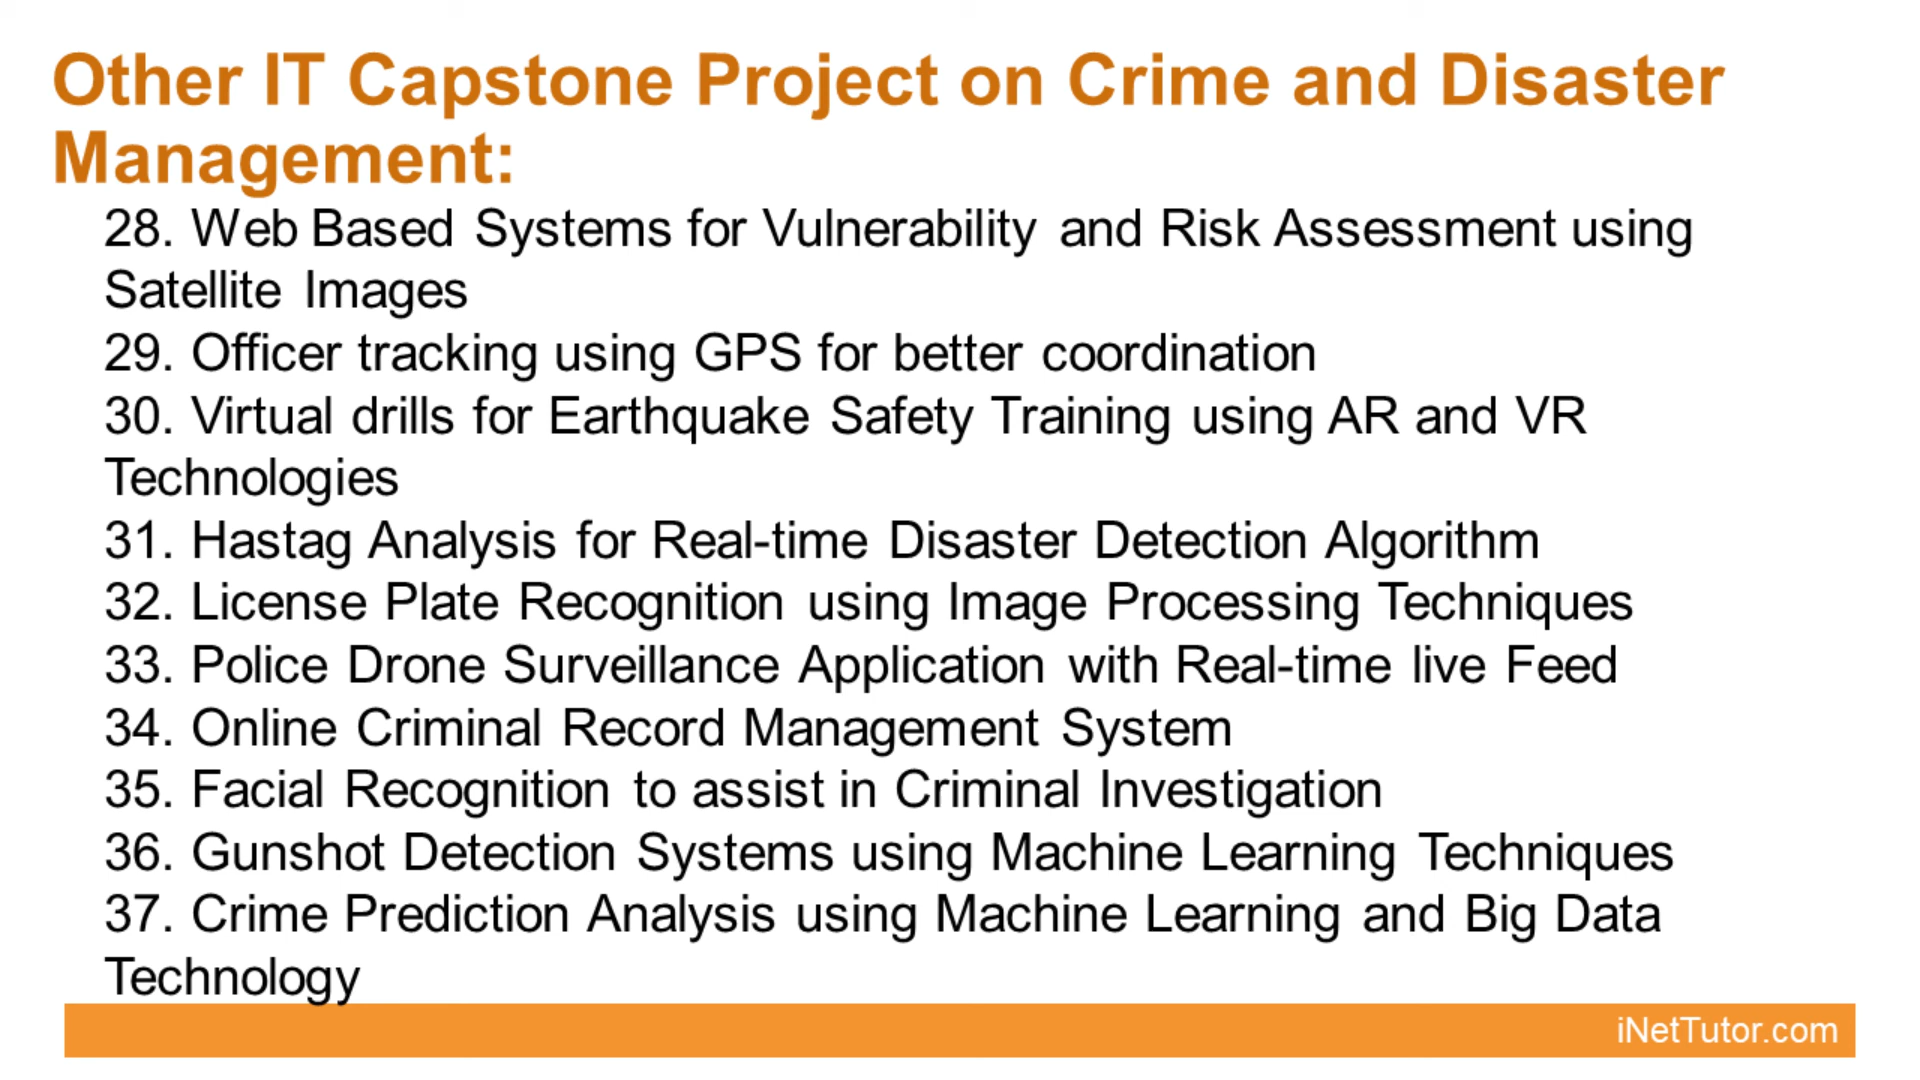 Other IT Capstone Project on Crime and Disaster
Management:
28. Web Based Systems for Vulnerability and Risk Assessment using
Satellite Images
29. Officer tracking using GPS for better coordination
30. Virtual drills for Earthquake Safety Training using AR and VR
Technologies
31. Hastag Analysis for Real-time Disaster Detection Algorithm
32. License Plate Recognition using Image Processing Techniques
33. Police Drone Surveillance Application with Real-time live Feed
34. Online Criminal Record Management System
35. Facial Recognition to assist in Criminal Investigation
36. Gunshot Detection Systems using Machine Learning Techniques
37. Crime Prediction Analysis using Machine Learning and Big Data
Technology
iNetTutor.com